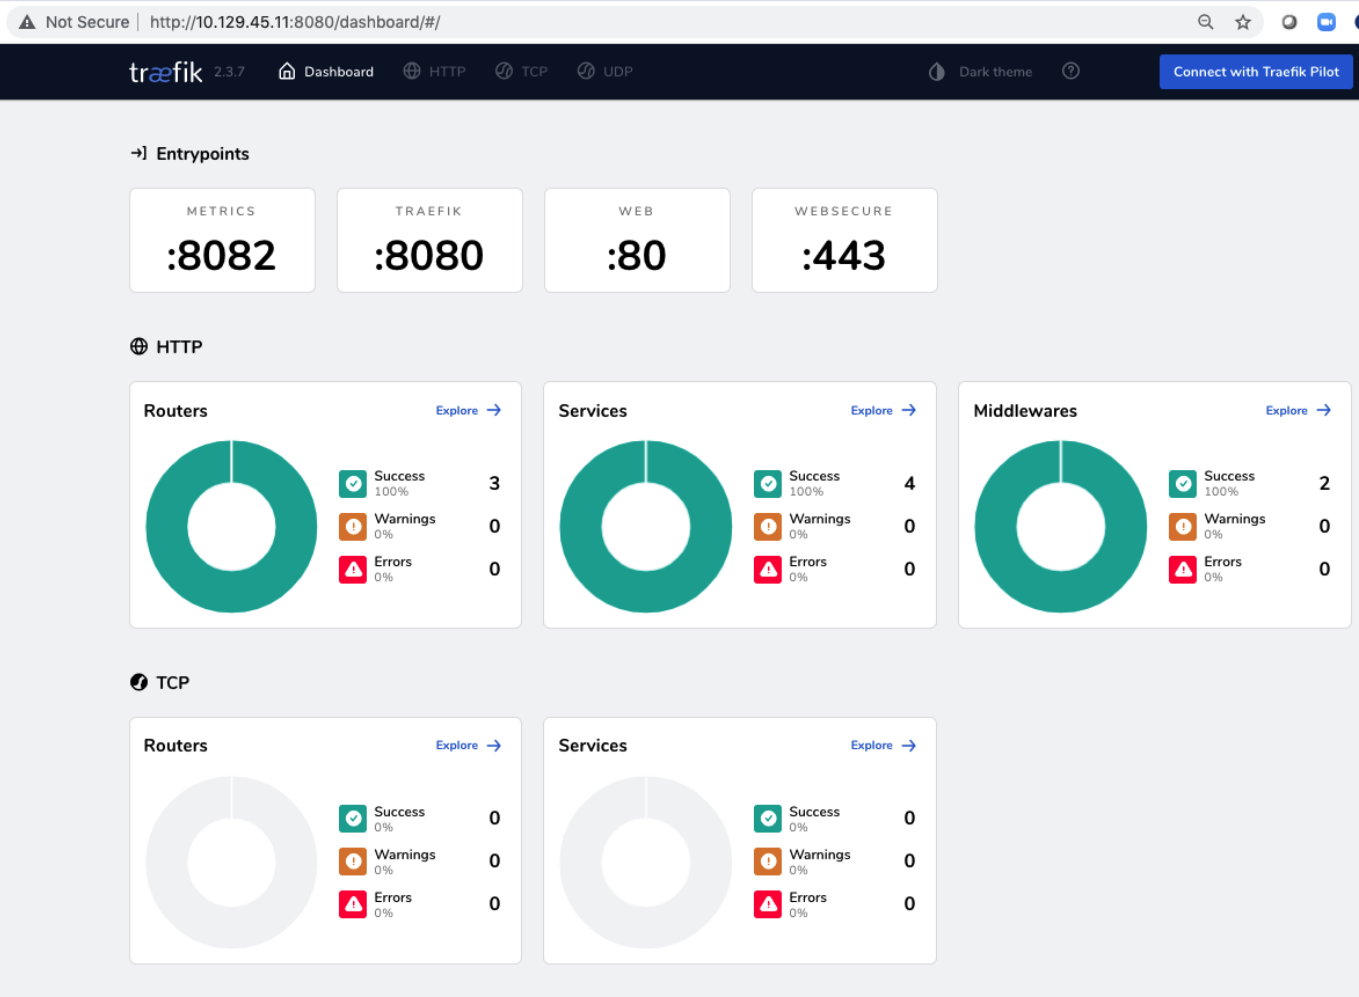 Not Secure | http://10.129.45.11:8080/dashboard/#/
træfik 2.3.7 Dashboard HTTP TCP UDP Dark theme Connect with Traefik Pilot
Entrypoints
METRICS TRAEFIK WEB WEBSECURE
:8082 :8080 :80 :443
HTTP
Routers Explore
Success 3
100%
Warnings 0
0%
Errors 0
0%
Services Explore
Success 4
100%
Warnings 0
0%
Errors 0
0%
Middlewares Explore
Success 2
100%
Warnings 0
0%
Errors 0
0%
TCP
Routers Explore
Success 0
0%
Warnings 0
0%
Errors 0
0%
Services Explore
Success 0
0%
Warnings 0
0%
Errors 0
0%